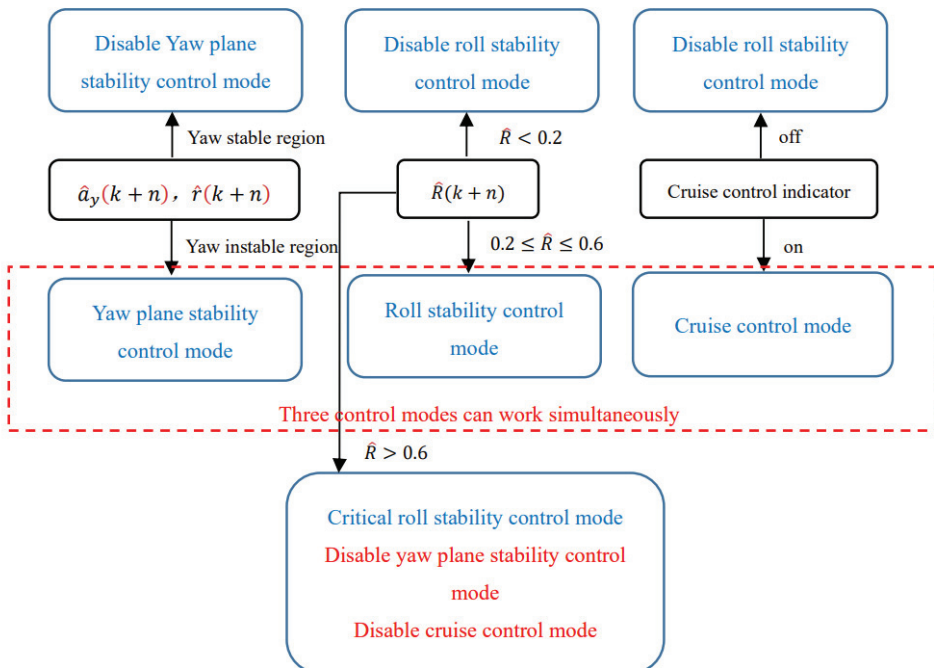 Disable Yaw plane
stability control mode
Disable roll stability
control mode
Disable roll stability
control mode
Yaw stable region
R̂ < 0.2
off
âᵧ(k + n)，r̂(k + n)
R̂(k + n)
Cruise control indicator
Yaw instable region
0.2 ≤ R̂ ≤ 0.6
on
Yaw plane stability
control mode
Roll stability control
mode
Cruise control mode
Three control modes can work simultaneously
R̂ > 0.6
Critical roll stability control mode
Disable yaw plane stability control
mode
Disable cruise control mode